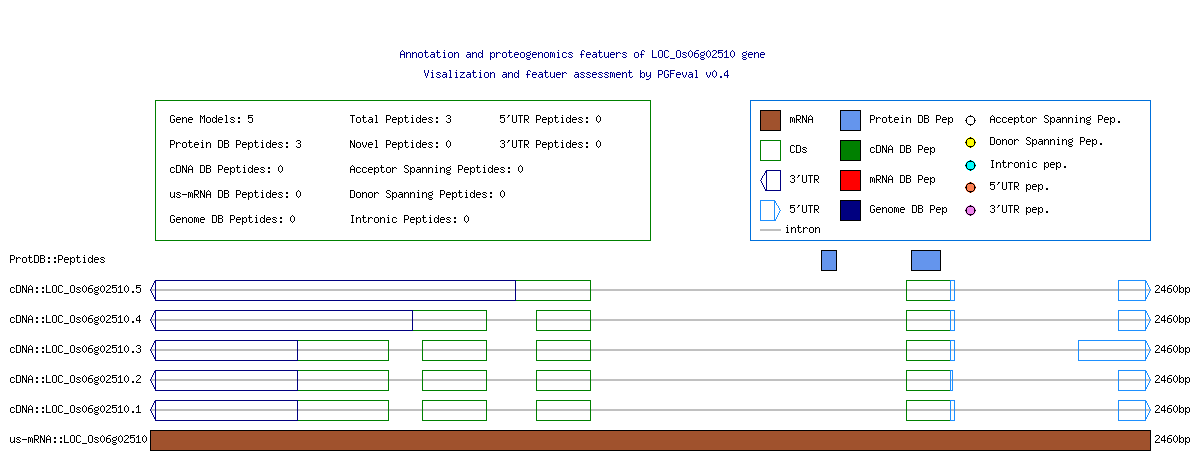 Annotation and proteogenomics featuers of LOC_Os06g02510 gene
Visalization and featuer assessment by PGFeval v0.4
Gene Models: 5 Total Peptides: 3 5'UTR Peptides: 0
Protein DB Peptides: 3 Novel Peptides: 0 3'UTR Peptides: 0
cDNA DB Peptides: 0 Acceptor Spanning Peptides: 0
us-mRNA DB Peptides: 0 Donor Spanning Peptides: 0
Genome DB Peptides: 0 Intronic Peptides: 0
mRNA Protein DB Pep Acceptor Spanning Pep.
CDs cDNA DB Pep Donor Spanning Pep.
3'UTR mRNA DB Pep Intronic pep.
5'UTR Genome DB Pep 5'UTR pep.
intron 3'UTR pep.
ProtDB::Peptides
cDNA::LOC_Os06g02510.5 2460bp
cDNA::LOC_Os06g02510.4 2460bp
cDNA::LOC_Os06g02510.3 2460bp
cDNA::LOC_Os06g02510.2 2460bp
cDNA::LOC_Os06g02510.1 2460bp
us-mRNA::LOC_Os06g02510 2460bp